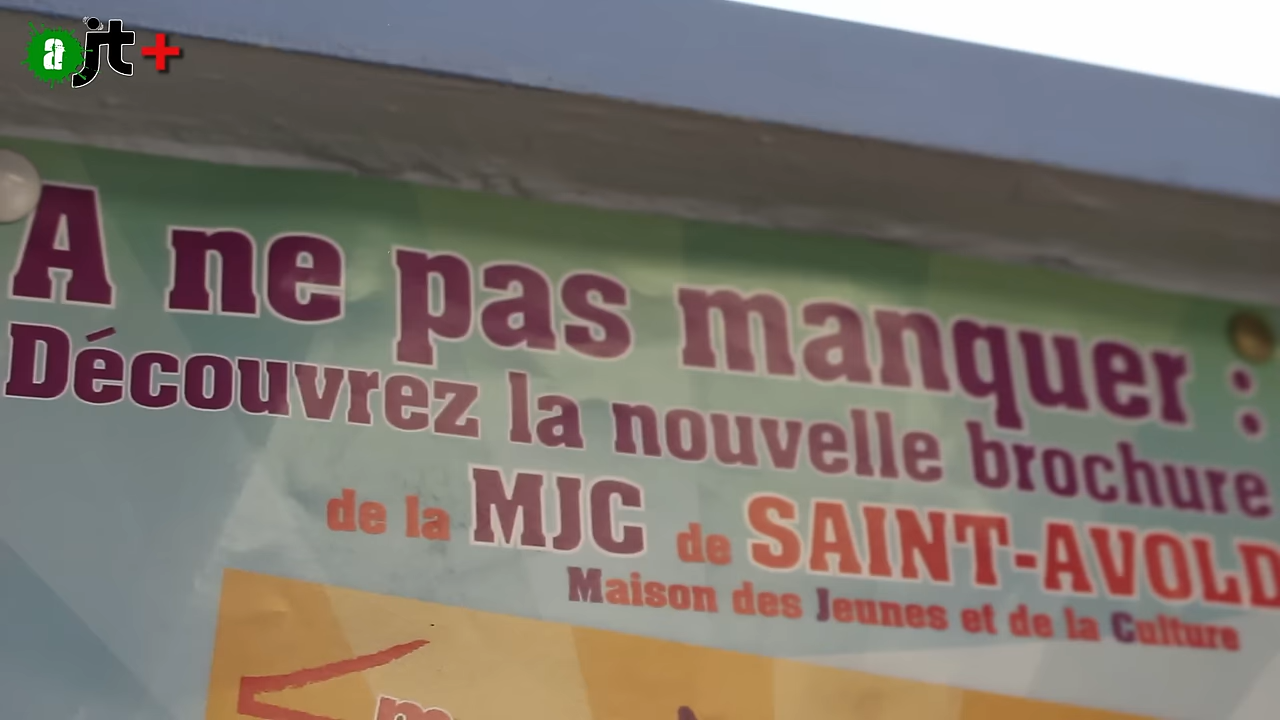 ajt+
A ne pas manquer :
Découvrez la nouvelle brochure
de la MJC de SAINT-AVOLD
Maison des Jeunes et de la Culture